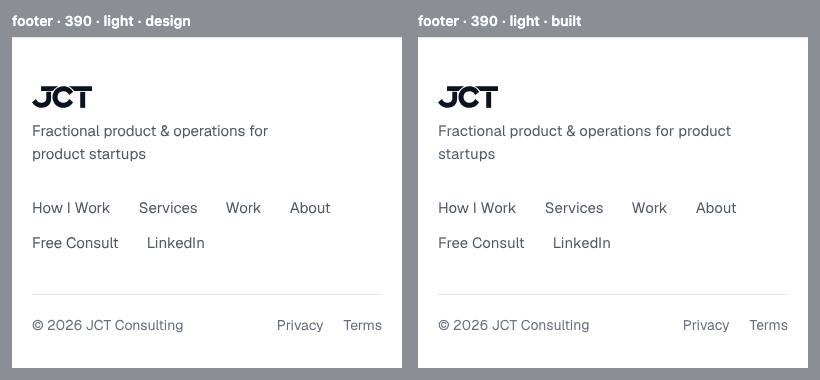 footer · 390 · light · design
JCT
Fractional product & operations for
product startups
How I Work Services Work About
Free Consult LinkedIn
© 2026 JCT Consulting Privacy Terms
footer · 390 · light · built
JCT
Fractional product & operations for product
startups
How I Work Services Work About
Free Consult LinkedIn
© 2026 JCT Consulting Privacy Terms